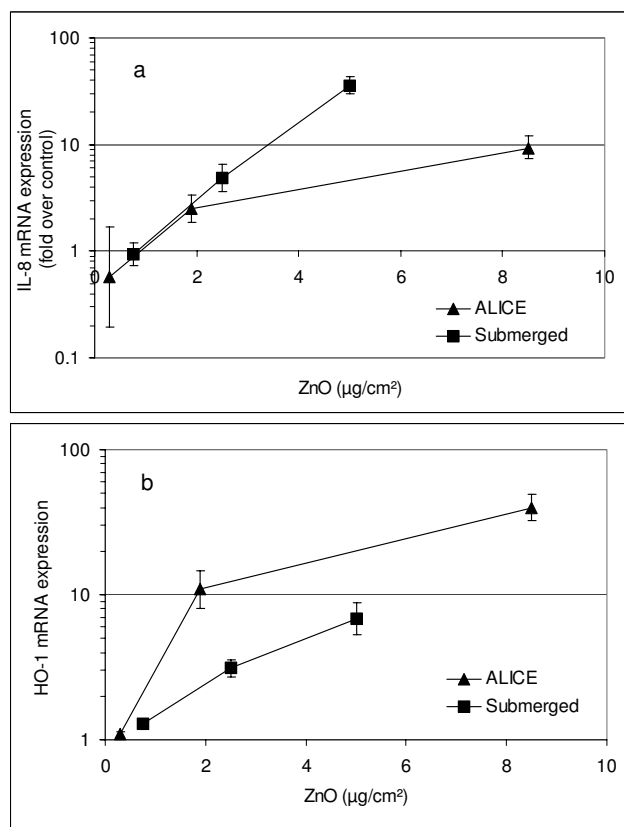 100
a
10
1
0.1
0
2
4
6
8
10
IL-8 mRNA expression
(fold over control)
ALICE
Submerged
ZnO (µg/cm²)
100
b
10
1
0
2
4
6
8
10
HO-1 mRNA expression
ALICE
Submerged
ZnO (µg/cm²)